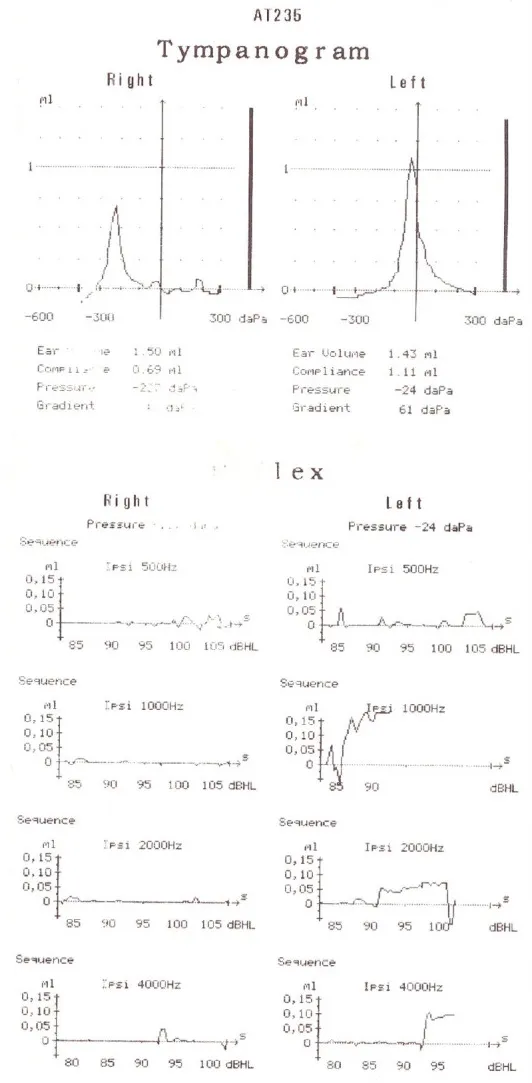 AT235
Tympanogram
Right Left
ml ml
1 1
0 0
-600 -300 300 daPa -600 -300 300 daPa
Ear 1.50 ml Ear Volume 1.43 ml
0.69 ml Compliance 1.11 ml
Pressure Pressure -24 daPa
Gradient Gradient 61 daPa
lex
Right Left
Pressure Pressure -24 daPa
Sequence Sequence
ml Ipsi 500Hz ml Ipsi 500Hz
0,15 0,15
0,10 0,10
0,05 0,05
0 s 0 s
85 90 95 100 105 dBHL 85 90 95 100 105 dBHL
Sequence Sequence
ml Ipsi 1000Hz ml Ipsi 1000Hz
0,15 0,15
0,10 0,10
0,05 0,05
0 s 0 s
85 90 95 100 105 dBHL 85 90 dBHL
Sequence Sequence
ml Ipsi 2000Hz ml Ipsi 2000Hz
0,15 0,15
0,10 0,10
0,05 0,05
0 s 0 s
85 90 95 100 105 dBHL 85 90 95 100 dBHL
Sequence Sequence
ml Ipsi 4000Hz ml Ipsi 4000Hz
0,15 0,15
0,10 0,10
0,05 0,05
0 s 0 s
80 85 90 95 100 dBHL 80 85 90 95 dBHL